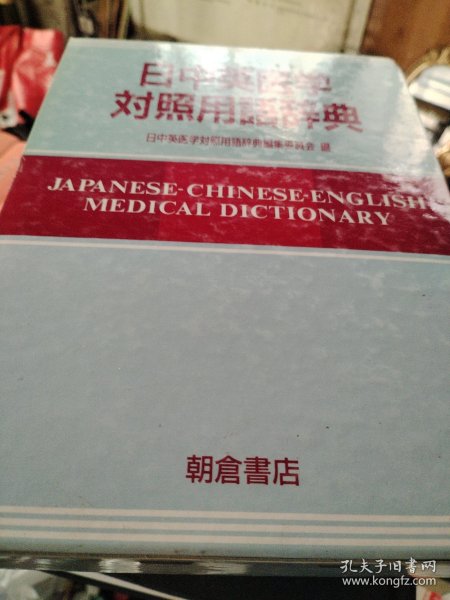 日中英医学
対照用語辞典
日中英医学対照用語辞典編集委員会 編
JAPANESE-CHINESE-ENGLISH
MEDICAL DICTIONARY
朝倉書店
孔夫子旧书网
www.kongfz.com